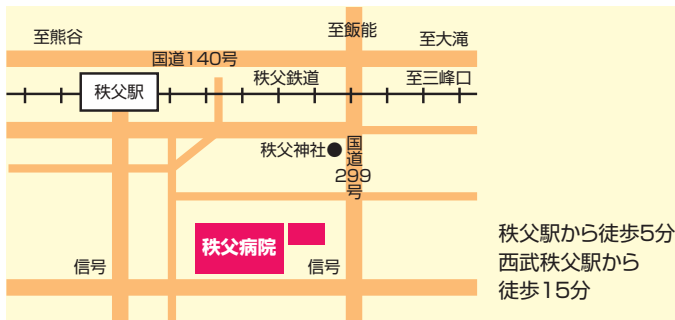 至熊谷
至飯能
至大滝
国道140号
秩父駅
秩父鉄道
至三峰口
秩父神社
国道299号
秩父病院
信号
信号
秩父駅から徒歩5分
西武秩父駅から
徒歩15分